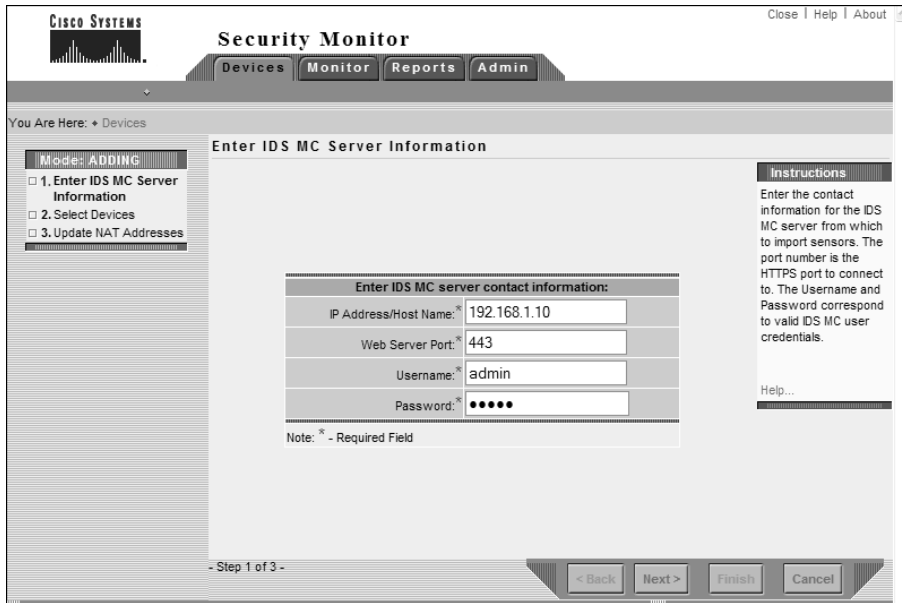 Close | Help | About
CISCO SYSTEMS
Security Monitor
Devices Monitor Reports Admin
You Are Here: Devices
Mode: ADDING
1. Enter IDS MC Server
Information
2. Select Devices
3. Update NAT Addresses
Enter IDS MC Server Information
Enter IDS MC server contact information:
IP Address/Host Name:* 192.168.1.10
Web Server Port:* 443
Username:* admin
Password:* •••••
Note: * - Required Field
Instructions
Enter the contact
information for the IDS
MC server from which
to import sensors. The
port number is the
HTTPS port to connect
to. The Username and
Password correspond
to valid IDS MC user
credentials.
Help...
- Step 1 of 3 -
< Back Next > Finish Cancel